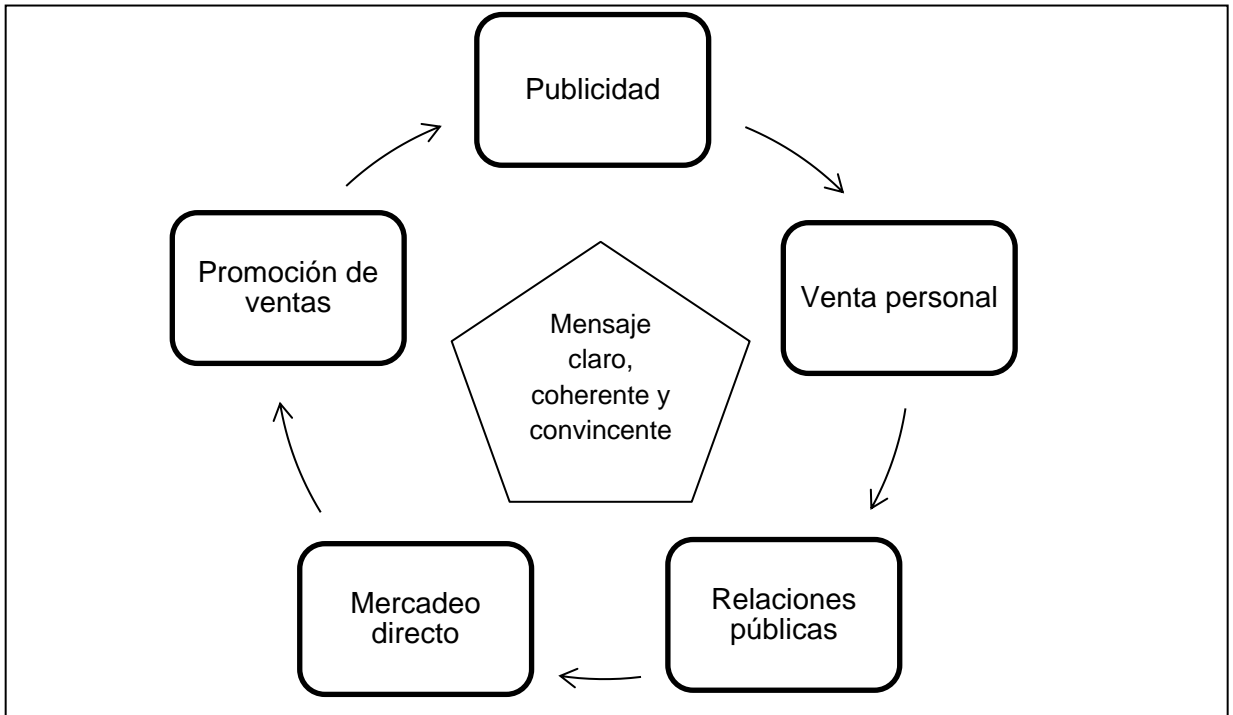 Publicidad
Venta personal
Relaciones
públicas
Mercadeo
directo
Promoción de
ventas
Mensaje
claro,
coherente y
convincente